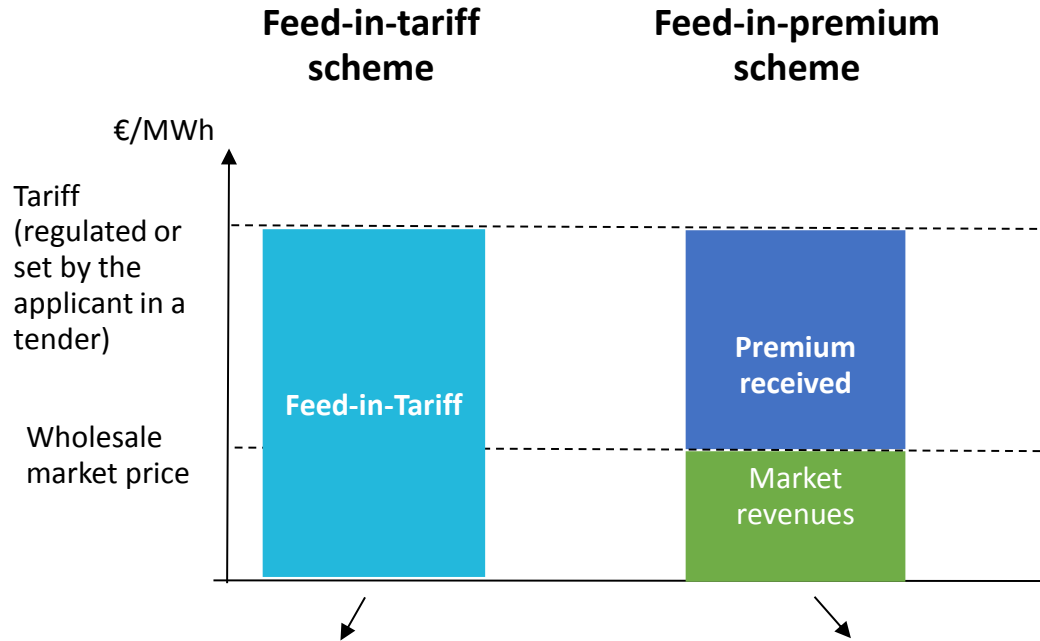 Feed-in-tariff
scheme
Feed-in-premium
scheme
€/MWh
Tariff
(regulated or
set by the
applicant in a
tender)
Premium
received
Feed-in-Tariff
Wholesale
market price
Market
revenues